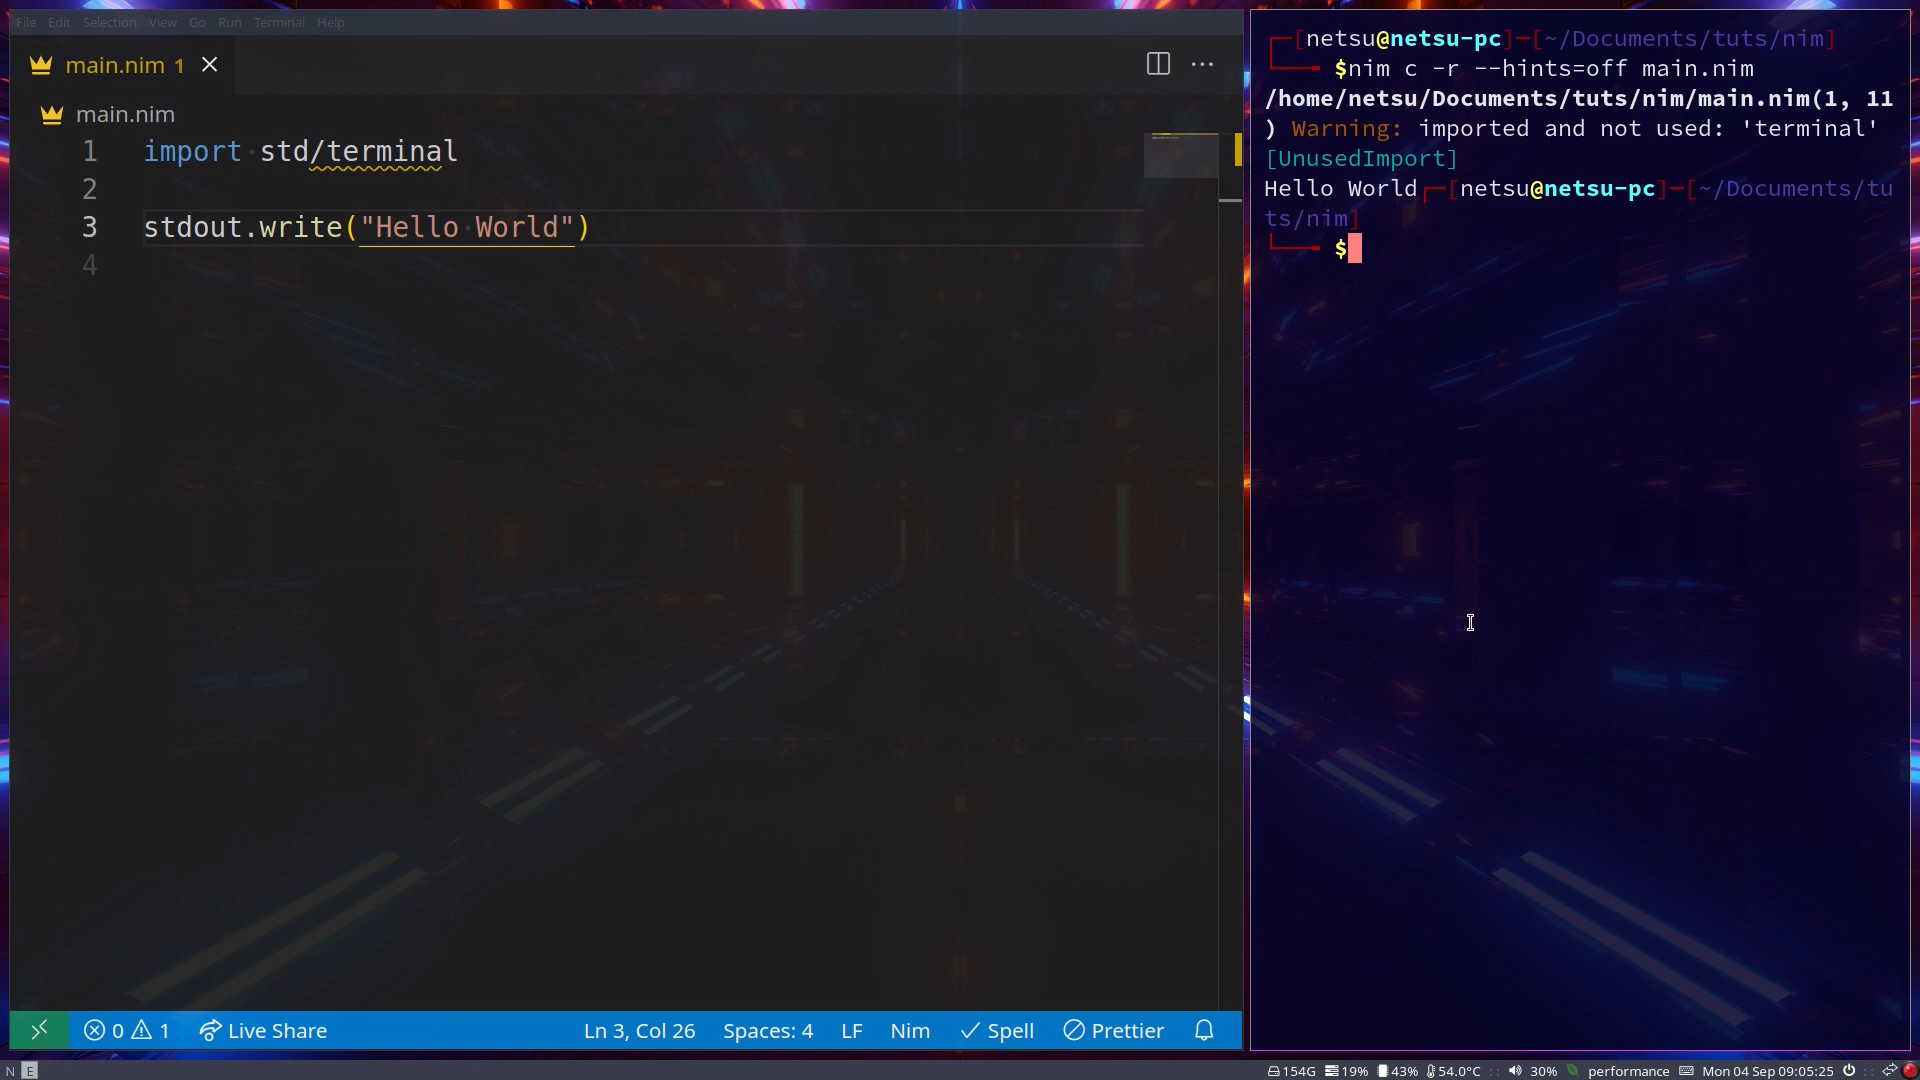 File Edit Selection View Go Run Terminal Help
main.nim 1
main.nim
1 import std/terminal
2
3 stdout.write("Hello World")
4
0 1 Live Share Ln 3, Col 26 Spaces: 4 LF Nim Spell Prettier
[netsu@netsu-pc]─[~/Documents/tuts/nim]
$nim c -r --hints=off main.nim
/home/netsu/Documents/tuts/nim/main.nim(1, 11
) Warning: imported and not used: 'terminal'
[UnusedImport]
Hello World┌─[netsu@netsu-pc]─[~/Documents/tu
ts/nim]
$
N E 154G 19% 43% 54.0°C :: 30% performance Mon 04 Sep 09:05:25 ::